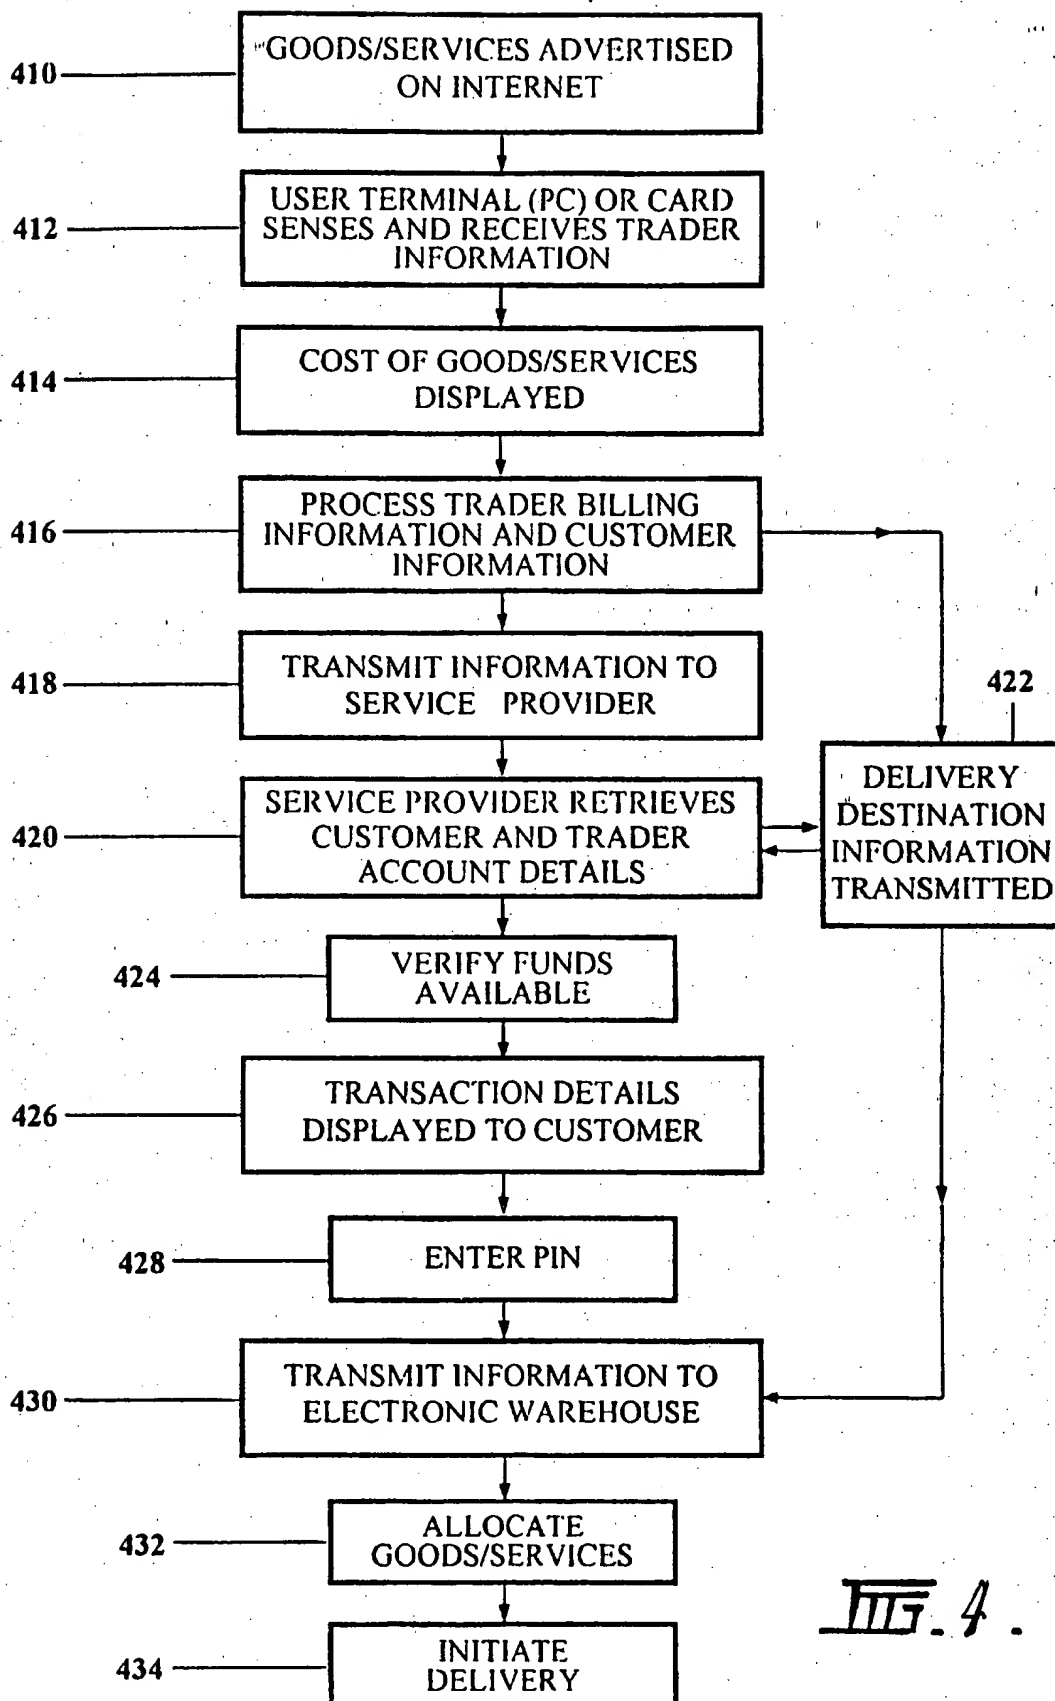 410
GOODS/SERVICES ADVERTISED
ON INTERNET
412
USER TERMINAL (PC) OR CARD
SENSES AND RECEIVES TRADER
INFORMATION
414
COST OF GOODS/SERVICES
DISPLAYED
416
PROCESS TRADER BILLING
INFORMATION AND CUSTOMER
INFORMATION
418
TRANSMIT INFORMATION TO
SERVICE PROVIDER
422
DELIVERY
DESTINATION
INFORMATION
TRANSMITTED
420
SERVICE PROVIDER RETRIEVES
CUSTOMER AND TRADER
ACCOUNT DETAILS
424
VERIFY FUNDS
AVAILABLE
426
TRANSACTION DETAILS
DISPLAYED TO CUSTOMER
428
ENTER PIN
430
TRANSMIT INFORMATION TO
ELECTRONIC WAREHOUSE
432
ALLOCATE
GOODS/SERVICES
434
INITIATE
DELIVERY
FIG. 4.